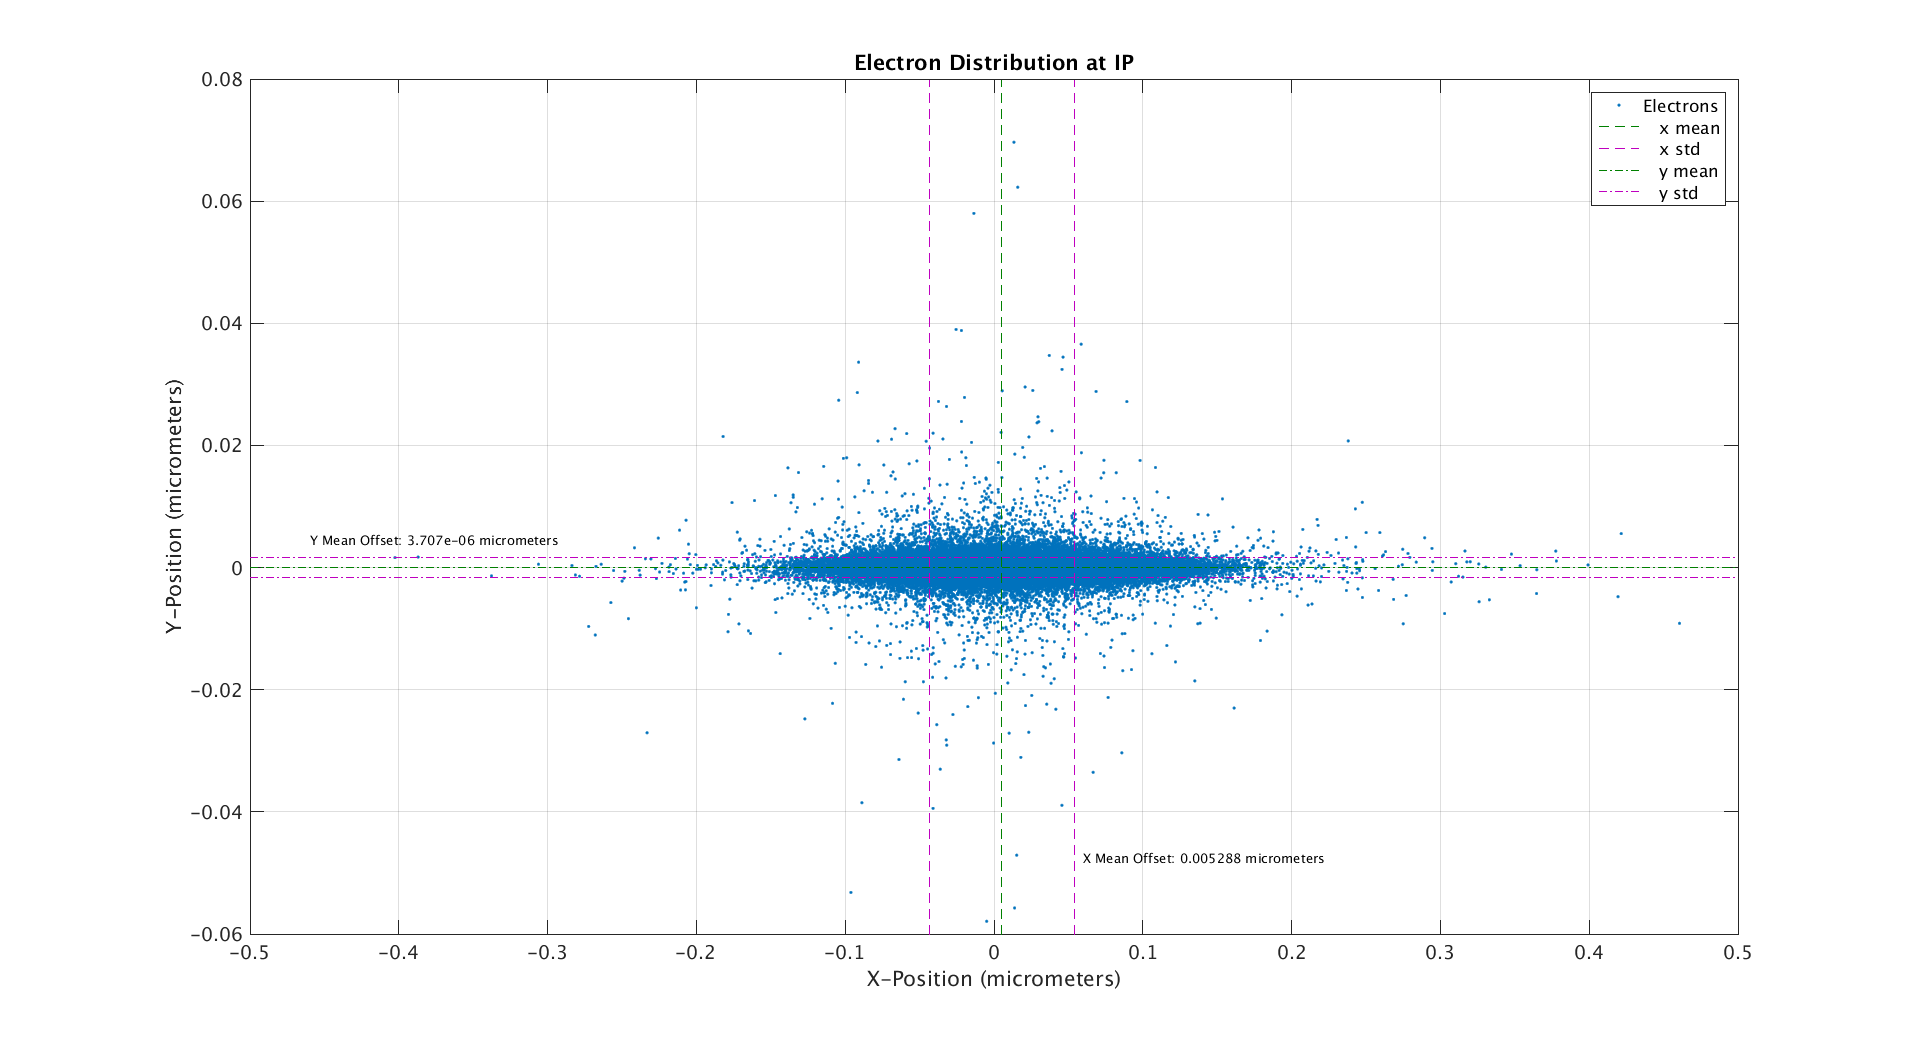 Electron Distribution at IP
0.08
0.06
0.04
0.02
0
−0.02
−0.04
−0.06
Y−Position (micrometers)
Electrons
x mean
x std
y mean
y std
Y Mean Offset: 3.707e−06 micrometers
X Mean Offset: 0.005288 micrometers
−0.5 −0.4 −0.3 −0.2 −0.1 0 0.1 0.2 0.3 0.4 0.5
X−Position (micrometers)